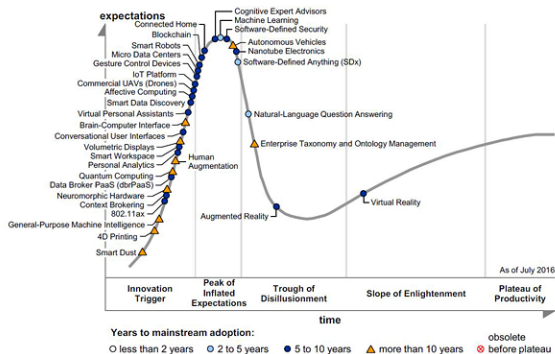 expectations
Cognitive Expert Advisors
Machine Learning
Software-Defined Security
Connected Home
Blockchain
Autonomous Vehicles
Smart Robots
Nanotube Electronics
Micro Data Centers
Software-Defined Anything (SDx)
Gesture Control Devices
IoT Platform
Commercial UAVs (Drones)
Affective Computing
Smart Data Discovery
Virtual Personal Assistants
Natural-Language Question Answering
Brain-Computer Interface
Conversational User Interfaces
Enterprise Taxonomy and Ontology Management
Volumetric Displays
Smart Workspace
Human
Augmentation
Personal Analytics
Quantum Computing
Data Broker PaaS (dbrPaaS)
Neuromorphic Hardware
Context Brokering
Virtual Reality
802.11ax
Augmented Reality
General-Purpose Machine Intelligence
4D Printing
Smart Dust
As of July 2016
Innovation
Trigger
Peak of
Inflated
Expectations
Trough of
Disillusionment
Slope of Enlightenment
Plateau of
Productivity
time
Years to mainstream adoption:
less than 2 years
2 to 5 years
5 to 10 years
more than 10 years
obsolete
before plateau